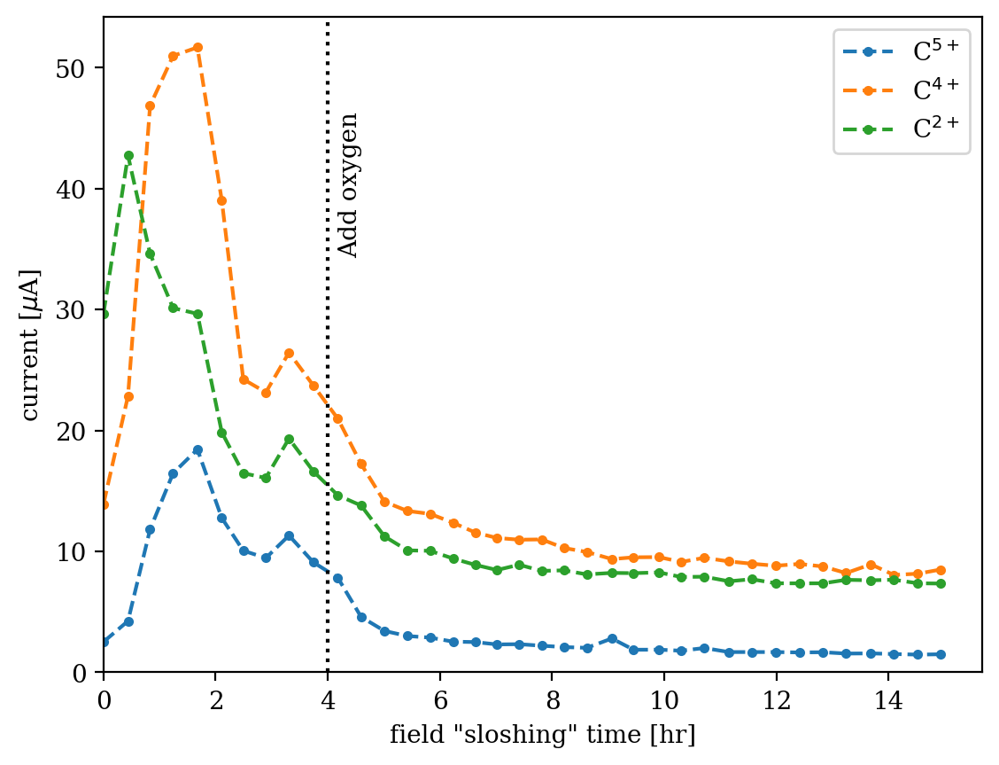 C5+
C4+
C2+
Add oxygen
current [μA]
50
40
30
20
10
0
0 2 4 6 8 10 12 14
field "sloshing" time [hr]